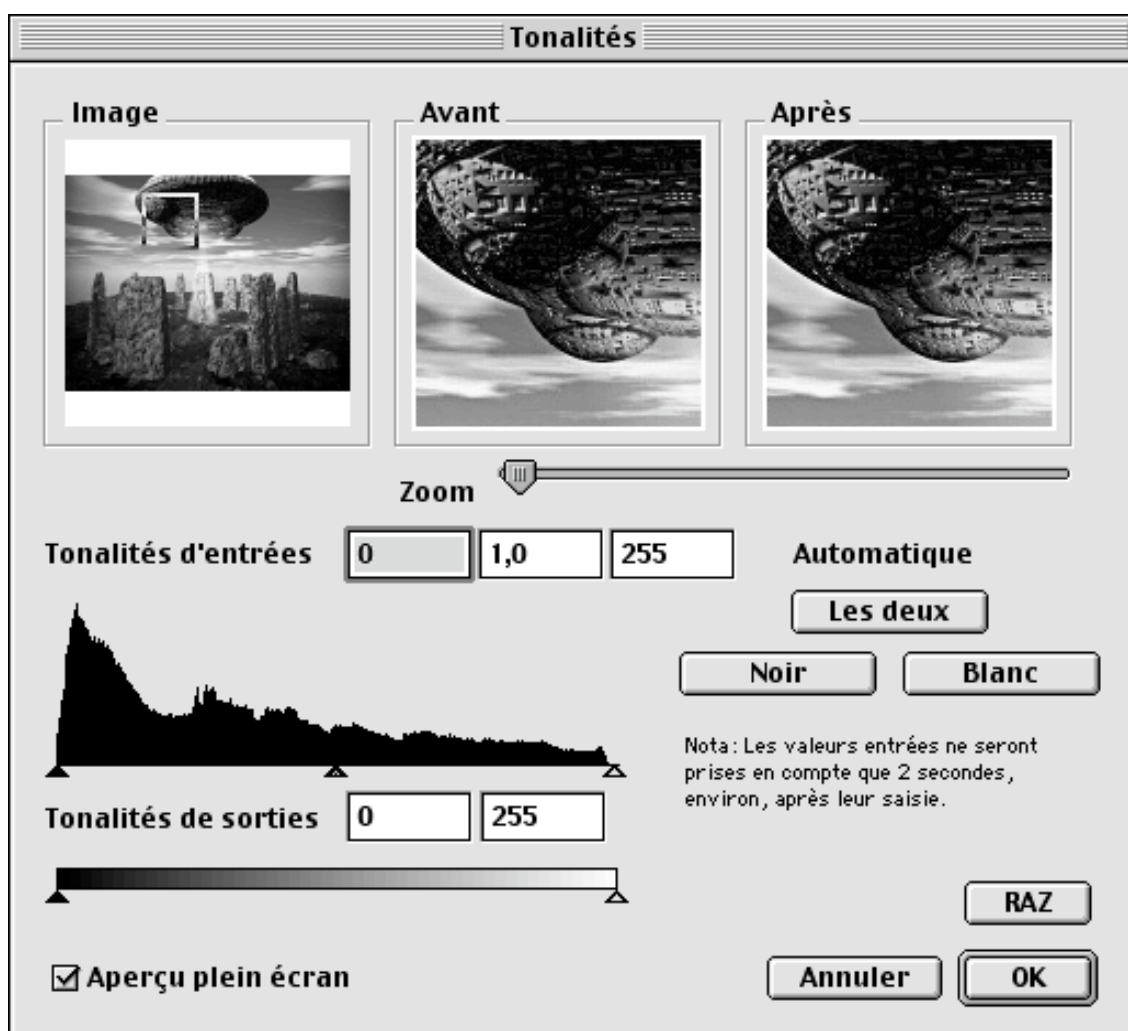 Tonalités
Image
Avant
Après
Zoom
Tonalités d'entrées 0 1,0 255
Automatique
Les deux
Noir
Blanc
Nota: Les valeurs entrées ne seront
prises en compte que 2 secondes,
environ, après leur saisie.
Tonalités de sorties 0 255
RAZ
Aperçu plein écran
Annuler
OK